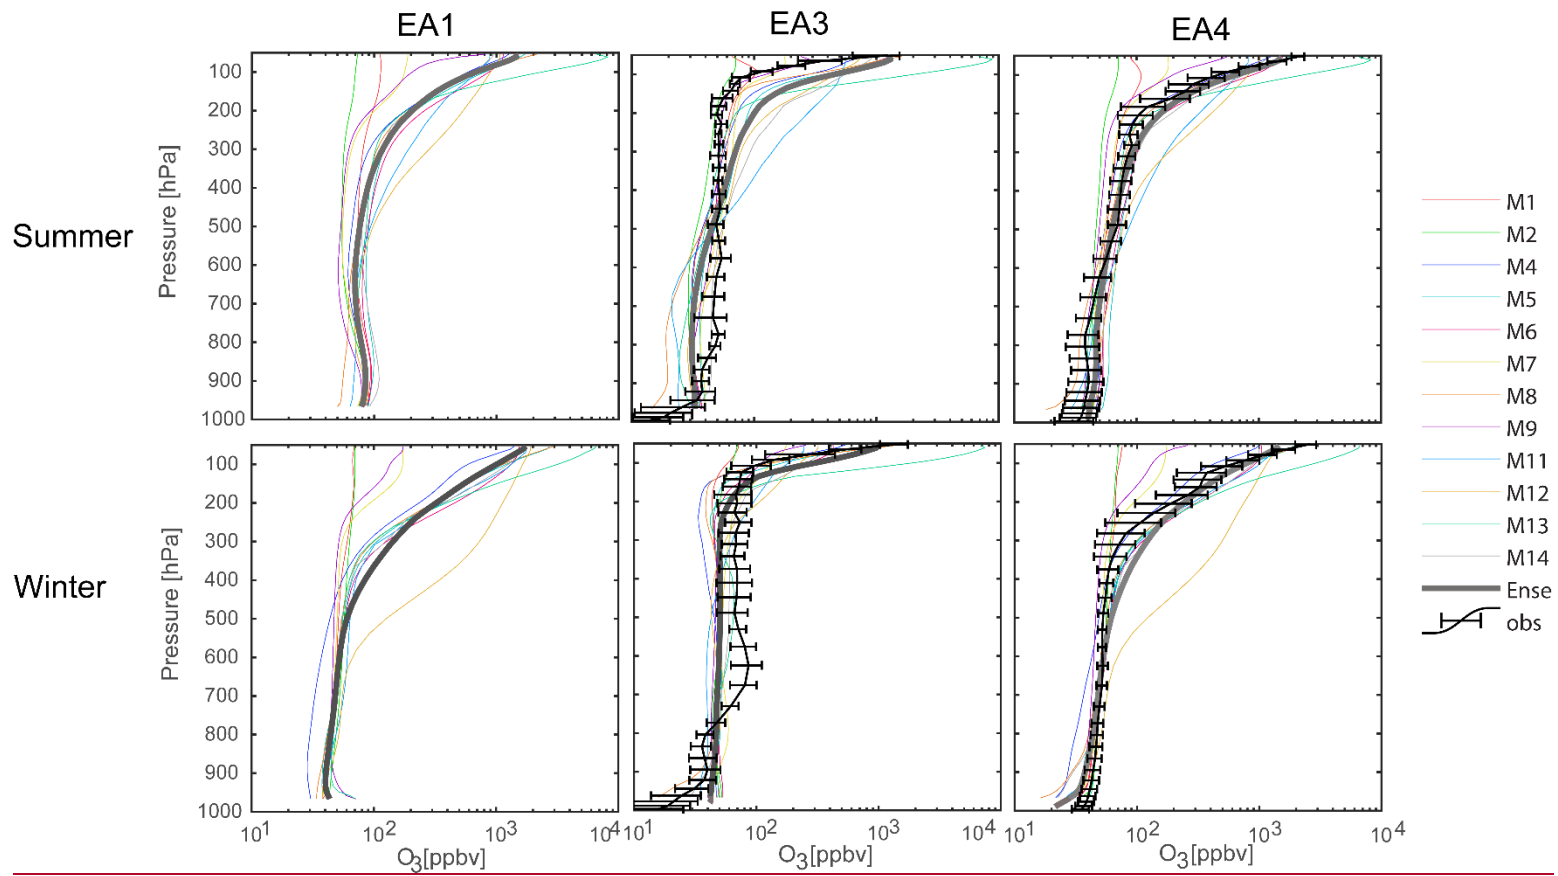 EA1 EA3 EA4
Summer
Pressure [hPa]
100
200
300
400
500
600
700
800
900
1000
Winter
Pressure [hPa]
100
200
300
400
500
600
700
800
900
1000
10^1 10^2 10^3 10^4 10^1 10^2 10^3 10^1 10^2 10^3 10^4
O3[ppbv] O3[ppbv] O3[ppbv]
M1
M2
M4
M5
M6
M7
M8
M9
M11
M12
M13
M14
Ense
obs